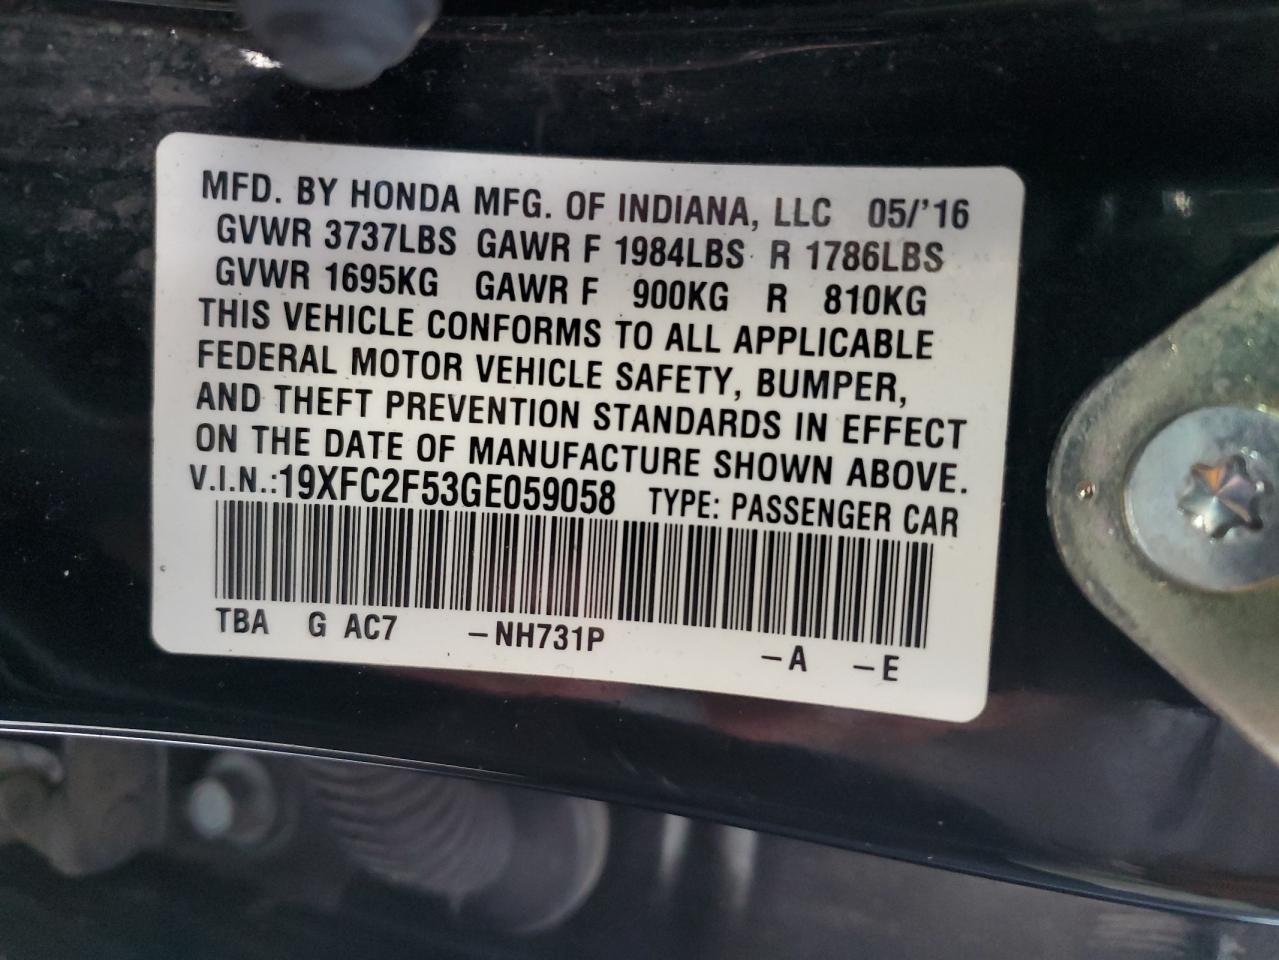 MFD. BY HONDA MFG. OF INDIANA, LLC 05/'16
GVWR 3737LBS GAWR F 1984LBS R 1786LBS
GVWR 1695KG GAWR F 900KG R 810KG
THIS VEHICLE CONFORMS TO ALL APPLICABLE
FEDERAL MOTOR VEHICLE SAFETY, BUMPER,
AND THEFT PREVENTION STANDARDS IN EFFECT
ON THE DATE OF MANUFACTURE SHOWN ABOVE.
V.I.N.:19XFC2F53GE059058 TYPE: PASSENGER CAR
TBA G AC7 –NH731P –A –E